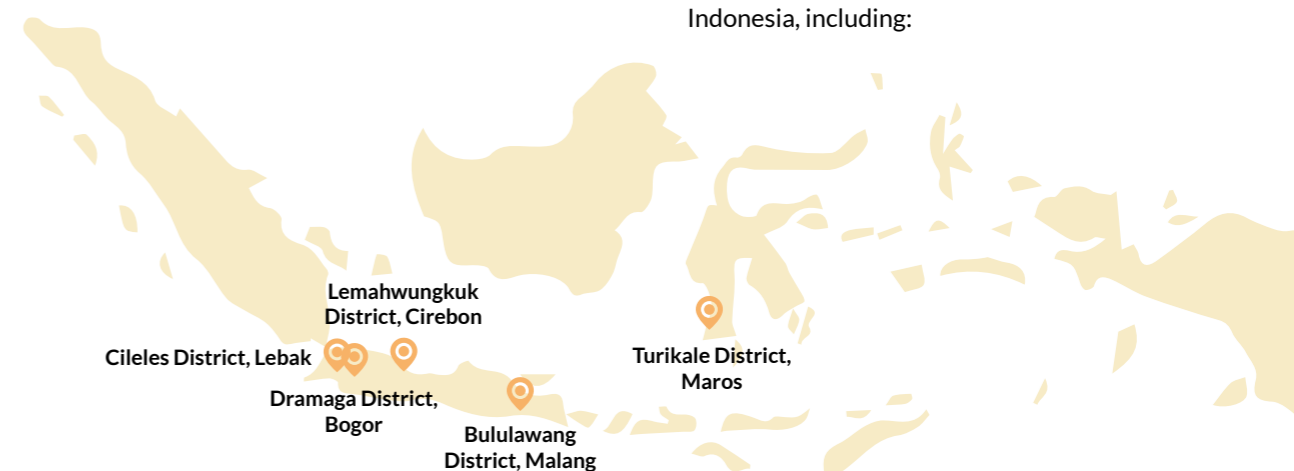 Indonesia, including:
Lemahwungkuk
District, Cirebon
Cileles District, Lebak
Turikale District,
Maros
Dramaga District,
Bogor
Bululawang
District, Malang